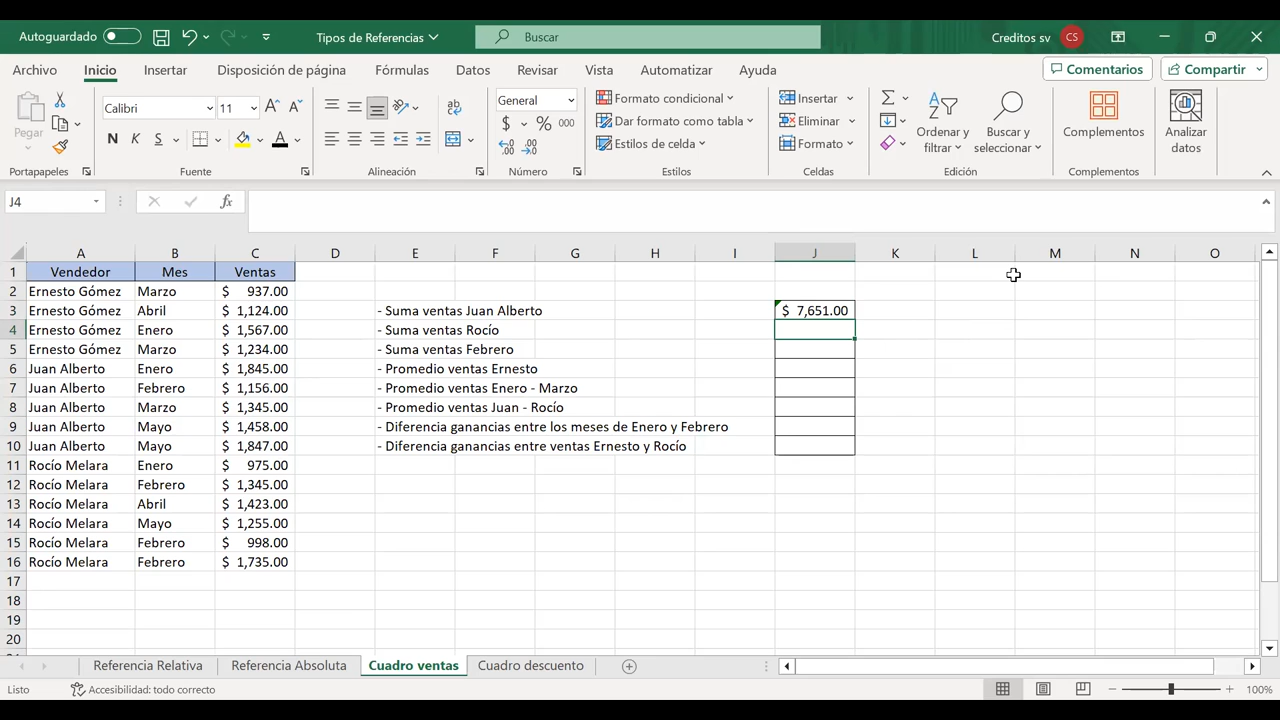 Autoguardado
Tipos de Referencias
Buscar
Creditos sv
CS
Archivo Inicio Insertar Disposición de página Fórmulas Datos Revisar Vista Automatizar Ayuda
Comentarios
Compartir
Pegar
Portapapeles
Calibri
11
N K S
Fuente
Alineación
General
$ % 000
Número
Formato condicional
Dar formato como tabla
Estilos de celda
Estilos
Insertar
Eliminar
Formato
Celdas
Ordenar y
filtrar
Buscar y
seleccionar
Edición
Complementos
Complementos
Analizar
datos
J4
fx
A B C D E F G H I J K L M N O
1 Vendedor Mes Ventas
2 Ernesto Gómez Marzo $ 937.00
3 Ernesto Gómez Abril $ 1,124.00 - Suma ventas Juan Alberto $ 7,651.00
4 Ernesto Gómez Enero $ 1,567.00 - Suma ventas Rocío
5 Ernesto Gómez Marzo $ 1,234.00 - Suma ventas Febrero
6 Juan Alberto Enero $ 1,845.00 - Promedio ventas Ernesto
7 Juan Alberto Febrero $ 1,156.00 - Promedio ventas Enero - Marzo
8 Juan Alberto Marzo $ 1,345.00 - Promedio ventas Juan - Rocío
9 Juan Alberto Mayo $ 1,458.00 - Diferencia ganancias entre los meses de Enero y Febrero
10 Juan Alberto Mayo $ 1,847.00 - Diferencia ganancias entre ventas Ernesto y Rocío
11 Rocío Melara Enero $ 975.00
12 Rocío Melara Febrero $ 1,345.00
13 Rocío Melara Abril $ 1,423.00
14 Rocío Melara Mayo $ 1,255.00
15 Rocío Melara Febrero $ 998.00
16 Rocío Melara Febrero $ 1,735.00
17
18
19
20
Referencia Relativa Referencia Absoluta Cuadro ventas Cuadro descuento
Listo
Accesibilidad: todo correcto
100%